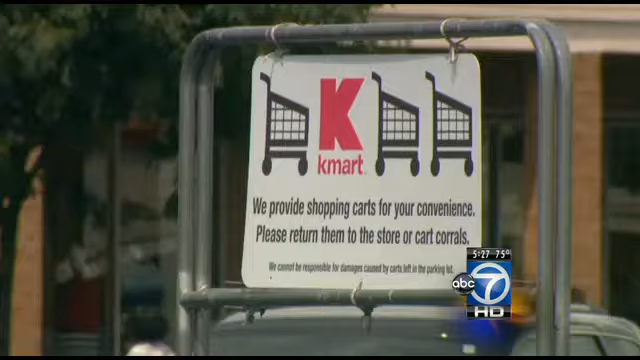 K
kmart
We provide shopping carts for your convenience.
Please return them to the store or cart corrals.
We cannot be responsible for damages caused by carts left in the parking lot.
5:27 75°
abc 7
HD